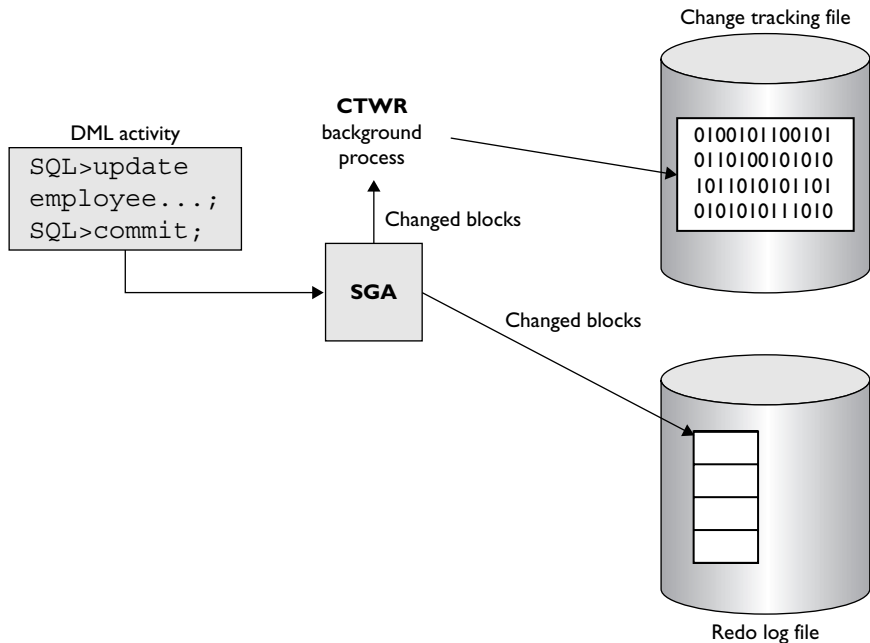 Change tracking file
CTWR
background
process
DML activity
SQL>update
employee...;
SQL>commit;
0100101100101
0110100101010
1011010101101
0101010111010
Changed blocks
SGA
Changed blocks
Redo log file